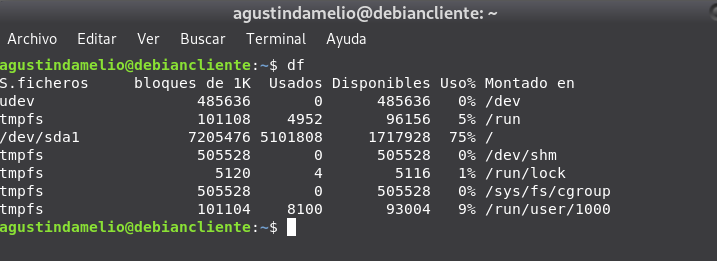 agustindamelio@debiancliente: ~
Archivo Editar Ver Buscar Terminal Ayuda
agustindamelio@debiancliente:~$ df
S.ficheros     bloques de 1K  Usados Disponibles Uso% Montado en
udev                  485636       0      485636   0% /dev
tmpfs                 101108    4952       96156   5% /run
/dev/sda1            7205476 5101808     1717928  75% /
tmpfs                 505528       0      505528   0% /dev/shm
tmpfs                   5120       4        5116   1% /run/lock
tmpfs                 505528       0      505528   0% /sys/fs/cgroup
tmpfs                 101104    8100       93004   9% /run/user/1000
agustindamelio@debiancliente:~$